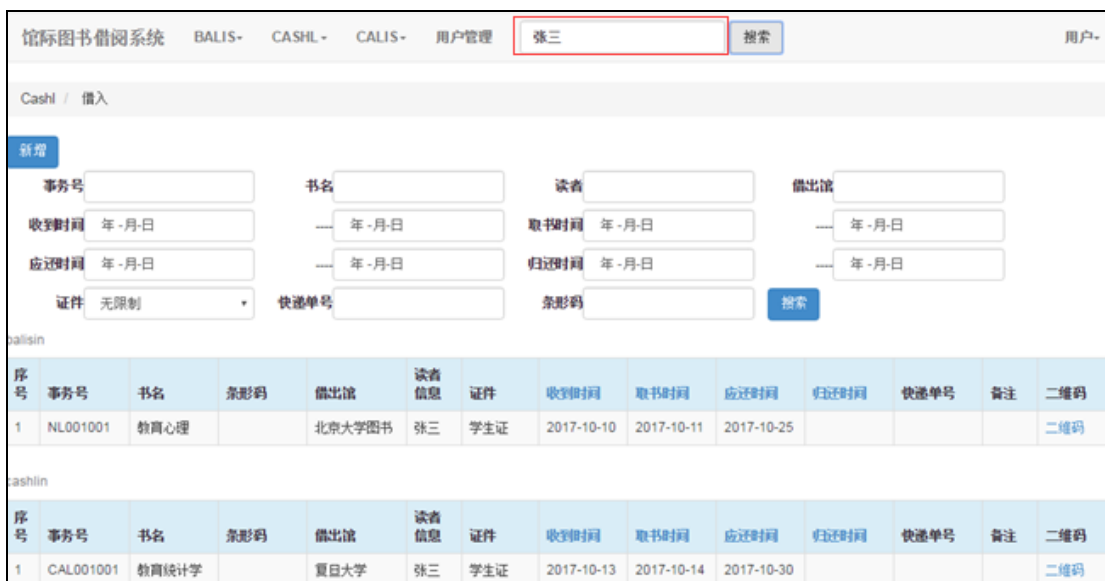 馆际图书借阅系统 BALIS CASHL CALIS 用户管理 张三 搜索 用户
Cashl / 借入
新增
事务号 书名 读者 借出馆
收到时间 年-月-日 ---- 年-月-日 取书时间 年-月-日 ---- 年-月-日
应还时间 年-月-日 ---- 年-月-日 归还时间 年-月-日 ---- 年-月-日
证件 无限制 快递单号 条形码 搜索
balisin
序号 事务号 书名 条形码 借出馆 读者信息 证件 收到时间 取书时间 应还时间 归还时间 快递单号 备注 二维码
1 NL001001 教育心理 北京大学图书 张三 学生证 2017-10-10 2017-10-11 2017-10-25 二维码
cashlin
序号 事务号 书名 条形码 借出馆 读者信息 证件 收到时间 取书时间 应还时间 归还时间 快递单号 备注 二维码
1 CAL001001 教育统计学 复旦大学 张三 学生证 2017-10-13 2017-10-14 2017-10-30 二维码